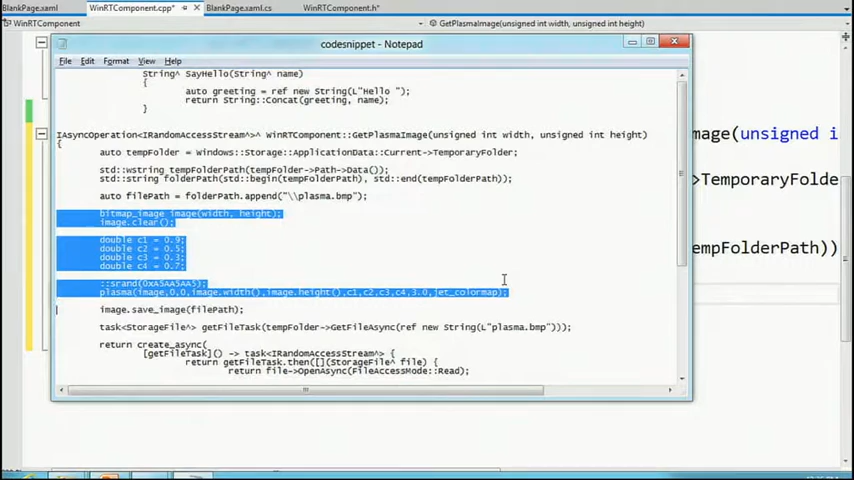 BlankPage.xaml WinRTComponent.cpp* BlankPage.xaml.cs WinRTComponent.h*
WinRTComponent GetPlasmaImage(unsigned int width, unsigned int height)
codesnippet - Notepad
File Edit Format View Help
String^ SayHello(String^ name)
{
auto greeting = ref new String(L"Hello ");
return String::Concat(greeting, name);
}
IAsyncOperation<IRandomAccessStream^>^ WinRTComponent::GetPlasmaImage(unsigned int width, unsigned int height)
mage(unsigned i
{
auto tempFolder = Windows::Storage::ApplicationData::Current->TemporaryFolder;
std::wstring tempFolderPath(tempFolder->Path->Data());
std::string folderPath(std::begin(tempFolderPath), std::end(tempFolderPath));
>TemporaryFolde
auto filePath = folderPath.append("\\plasma.bmp");
bitmap_image image(width, height);
image.clear();
double c1 = 0.9;
double c2 = 0.5;
double c3 = 0.3;
double c4 = 0.7;
empFolderPath))
::srand(0xA5AA5AA5);
plasma(image,0,0,image.width(),image.height(),c1,c2,c3,c4,3.0,jet_colormap);
image.save_image(filePath);
task<StorageFile^> getFileTask(tempFolder->GetFileAsync(ref new String(L"plasma.bmp")));
return create_async(
[getFileTask]() -> task<IRandomAccessStream^> {
return getFileTask.then([](StorageFile^ file) {
return file->OpenAsync(FileAccessMode::Read);